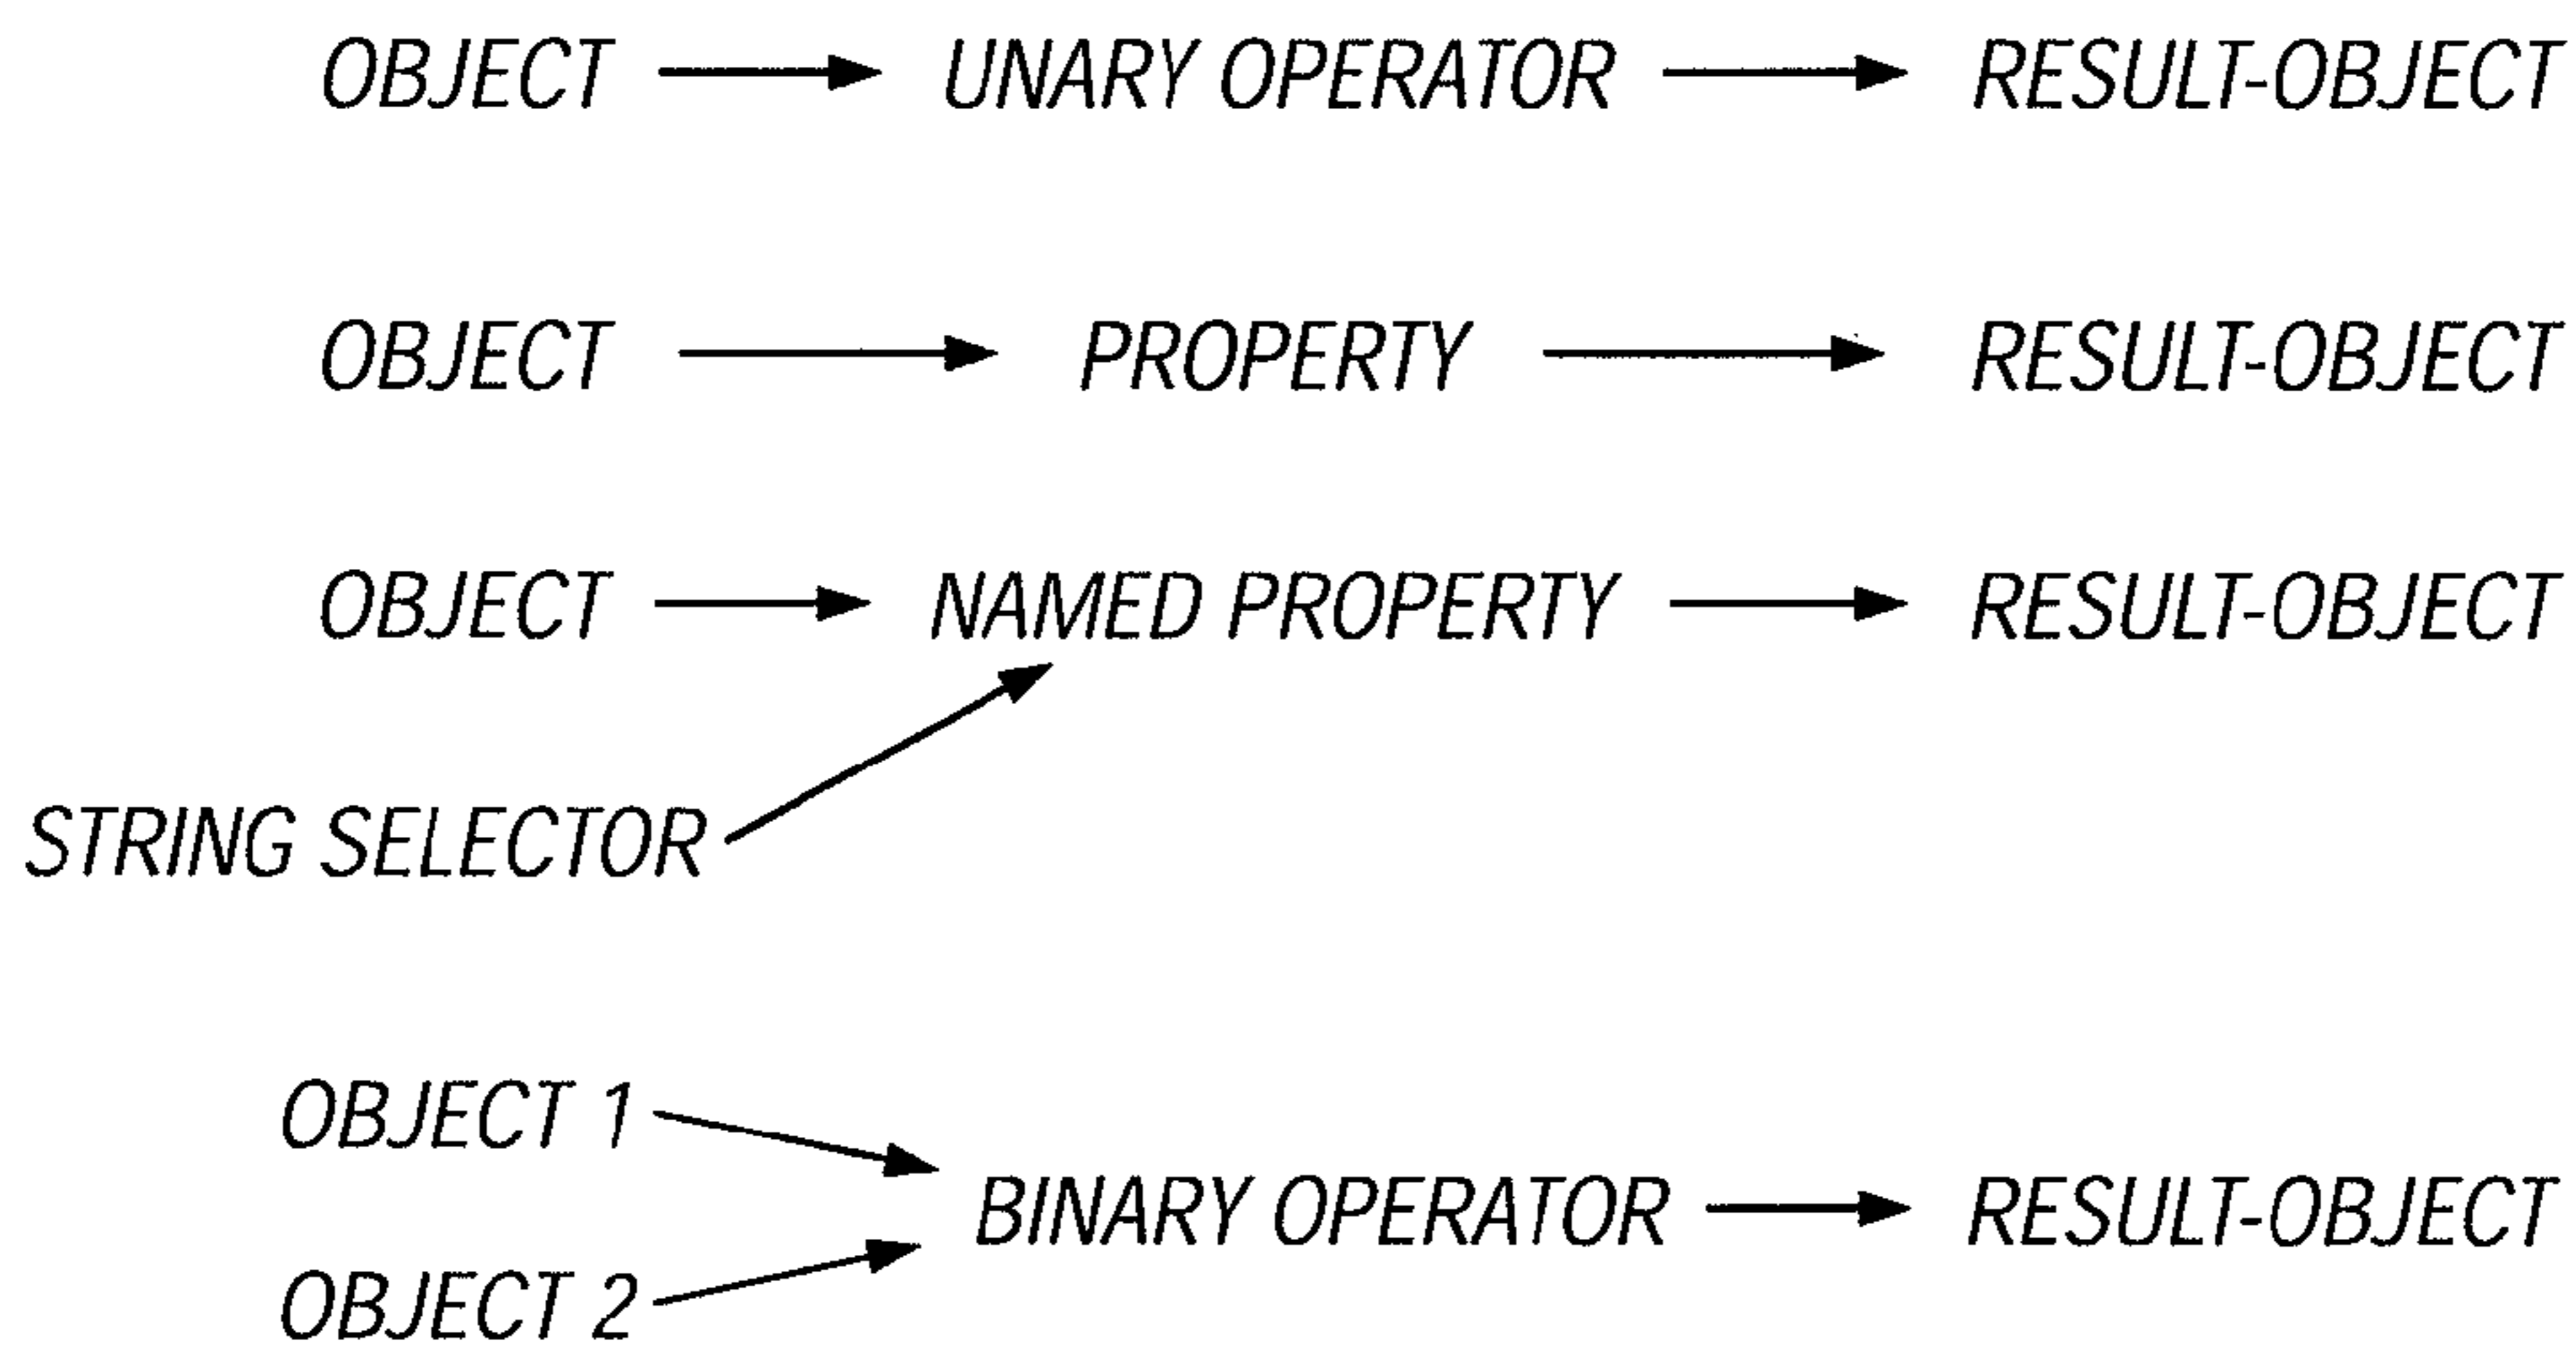 OBJECT UNARY OPERATOR RESULT-OBJECT
OBJECT PROPERTY RESULT-OBJECT
OBJECT NAMED PROPERTY RESULT-OBJECT
STRING SELECTOR
OBJECT 1
BINARY OPERATOR RESULT-OBJECT
OBJECT 2